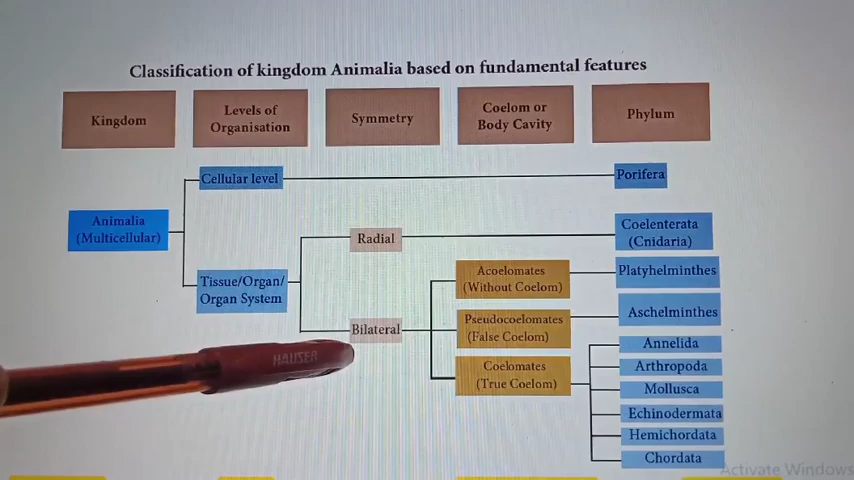 Classification of kingdom Animalia based on fundamental features
Kingdom
Levels of
Organisation
Symmetry
Coelom or
Body Cavity
Phylum
Cellular level
Porifera
Animalia
(Multicellular)
Radial
Coelenterata
(Cnidaria)
Tissue/Organ/
Organ System
Acoelomates
(Without Coelom)
Platyhelminthes
Bilateral
Pseudocoelomates
(False Coelom)
Aschelminthes
Coelomates
(True Coelom)
Annelida
Arthropoda
Mollusca
Echinodermata
Hemichordata
Chordata
HAUSER
Activate Windows